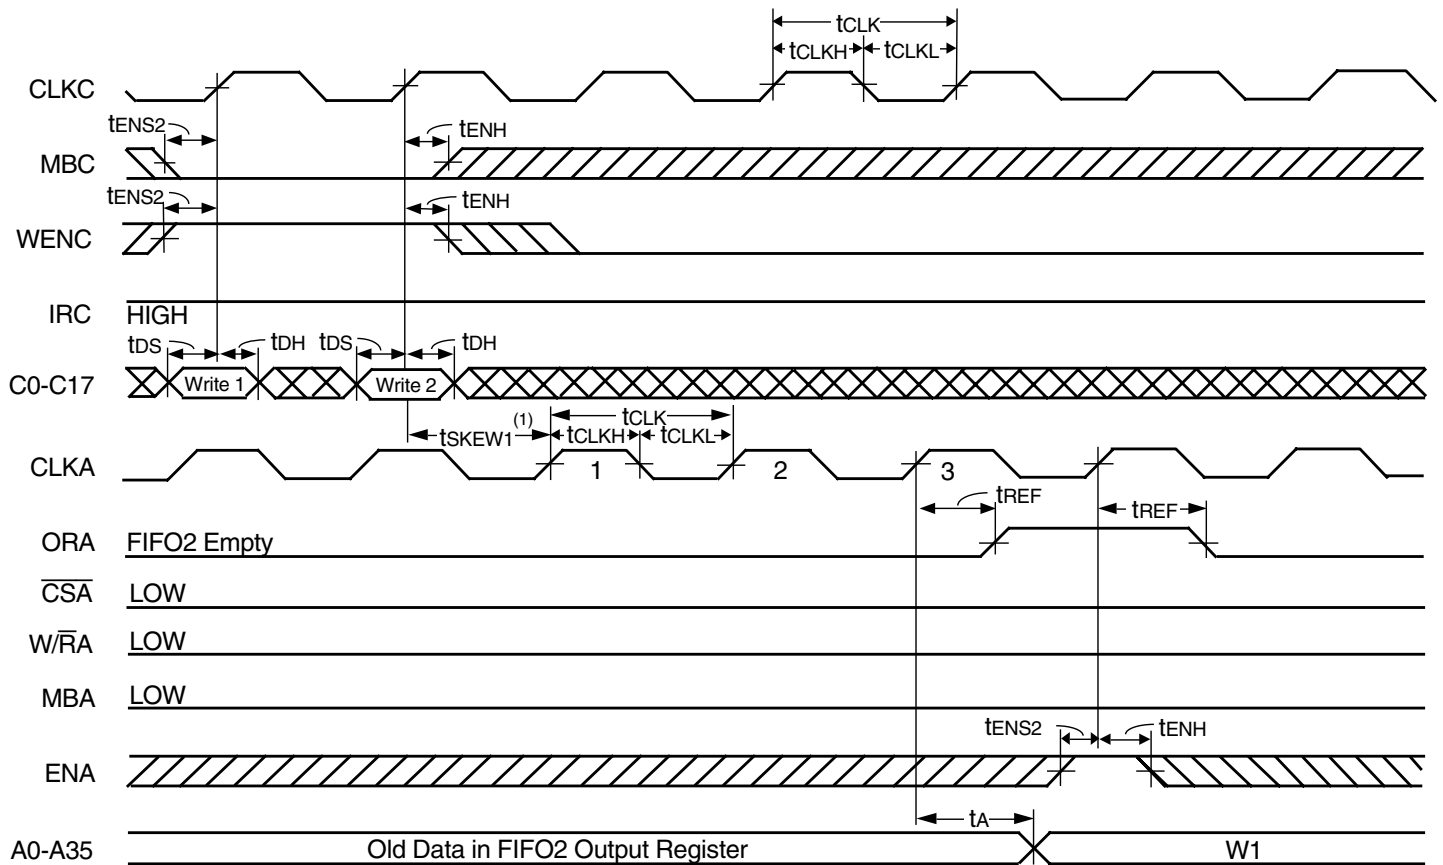 tCLK
tCLKH
tCLKL
CLKC
tENS2
tENH
MBC
tENS2
tENH
WENC
IRC
HIGH
tDS
tDH
tDS
tDH
C0-C17
Write 1
Write 2
tSKEW1
(1)
tCLK
tCLKH
tCLKL
CLKA
1
2
3
tREF
tREF
ORA
FIFO2 Empty
CSA
LOW
W/RA
LOW
MBA
LOW
tENS2
tENH
ENA
tA
A0-A35
Old Data in FIFO2 Output Register
W1